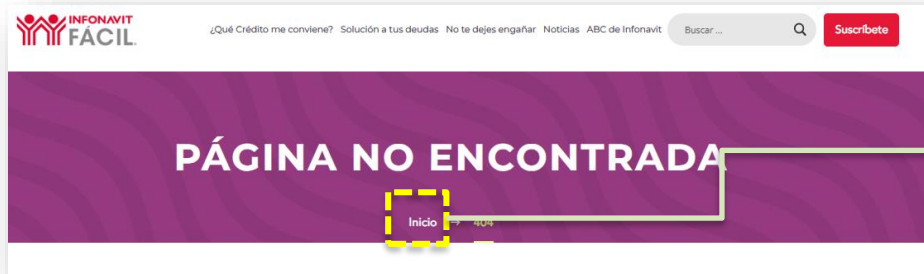 INFONAVIT
FÁCIL
¿Qué Crédito me conviene? Solución a tus deudas No te dejes engañar Noticias ABC de Infonavit Buscar ... Suscríbete
PÁGINA NO ENCONTRADA
Inicio → 404